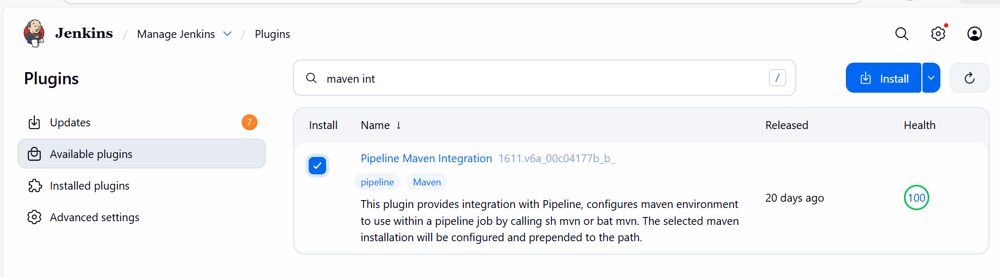 Jenkins / Manage Jenkins / Plugins
Plugins
maven int /
Install
Updates 7
Available plugins
Installed plugins
Advanced settings
Install Name ↓ Released Health
Pipeline Maven Integration 1611.v6a_00c04177b_b_
pipeline Maven
This plugin provides integration with Pipeline, configures maven environment
to use within a pipeline job by calling sh mvn or bat mvn. The selected maven
installation will be configured and prepended to the path.
20 days ago
100